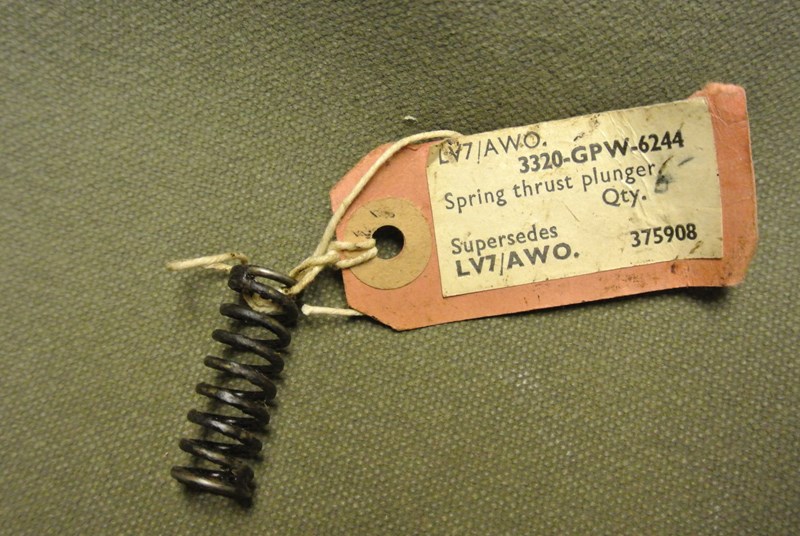 LV7/AWO.
3320-GPW-6244
Spring thrust plunger
Qty.
Supersedes 375908
LV7/AWO.